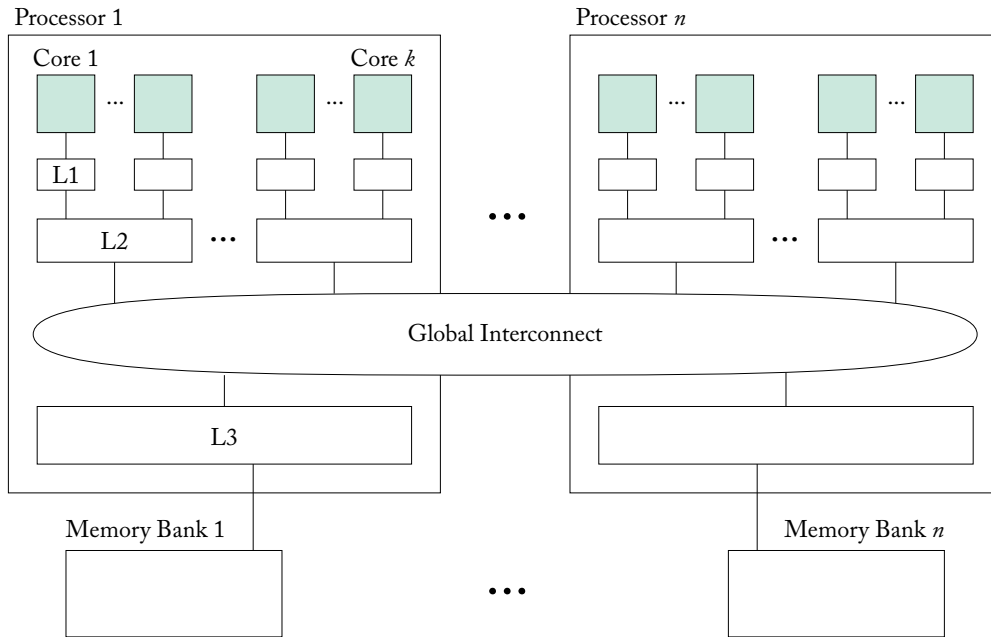 Processor 1
Processor n
Core 1
Core k
...
...
...
...
L1
...
L2
...
...
Global Interconnect
L3
Memory Bank 1
Memory Bank n
...